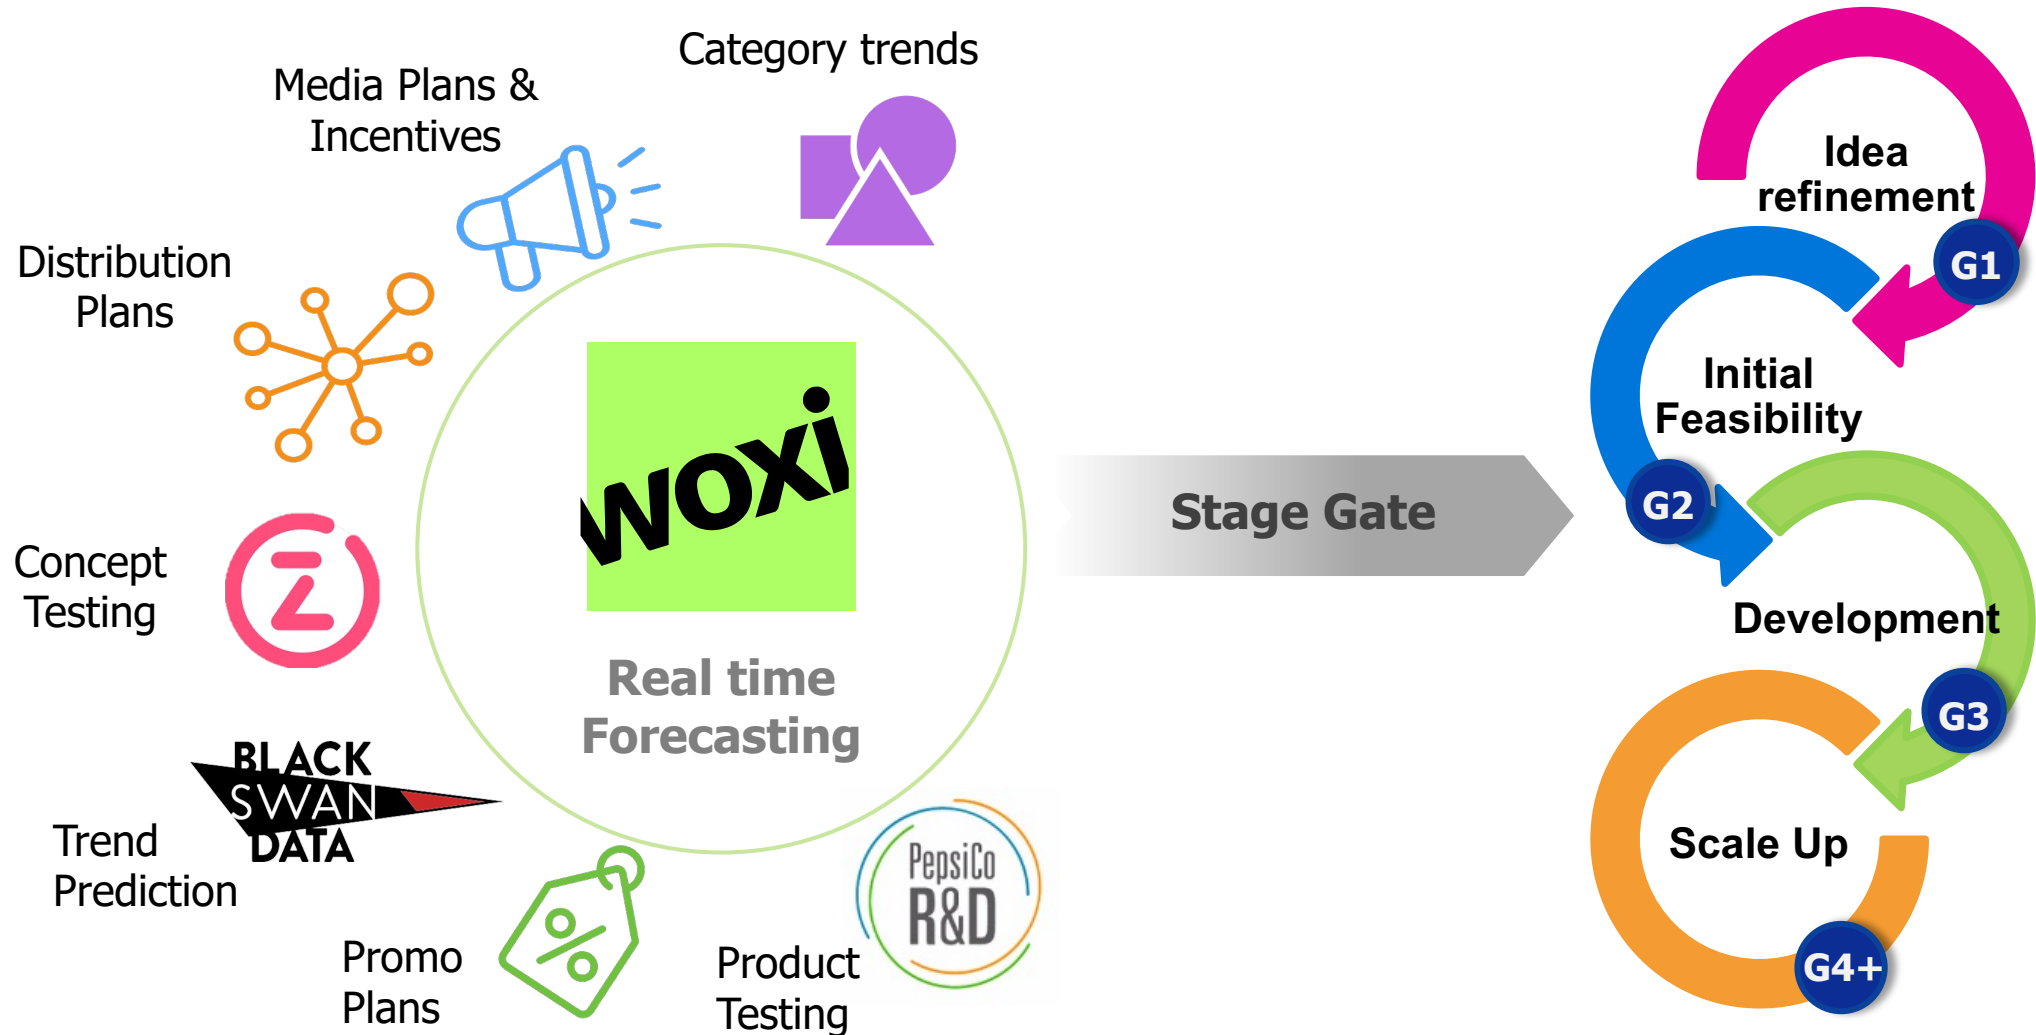 Category trends
Media Plans &
Incentives
Distribution
Plans
Concept
Testing
BLACK
SWAN
DATA
Trend
Prediction
Promo
Plans
Product
Testing
PepsiCo
R&D
woxi
Real time
Forecasting
Stage Gate
Idea
refinement
G1
Initial
Feasibility
G2
Development
G3
Scale Up
G4+